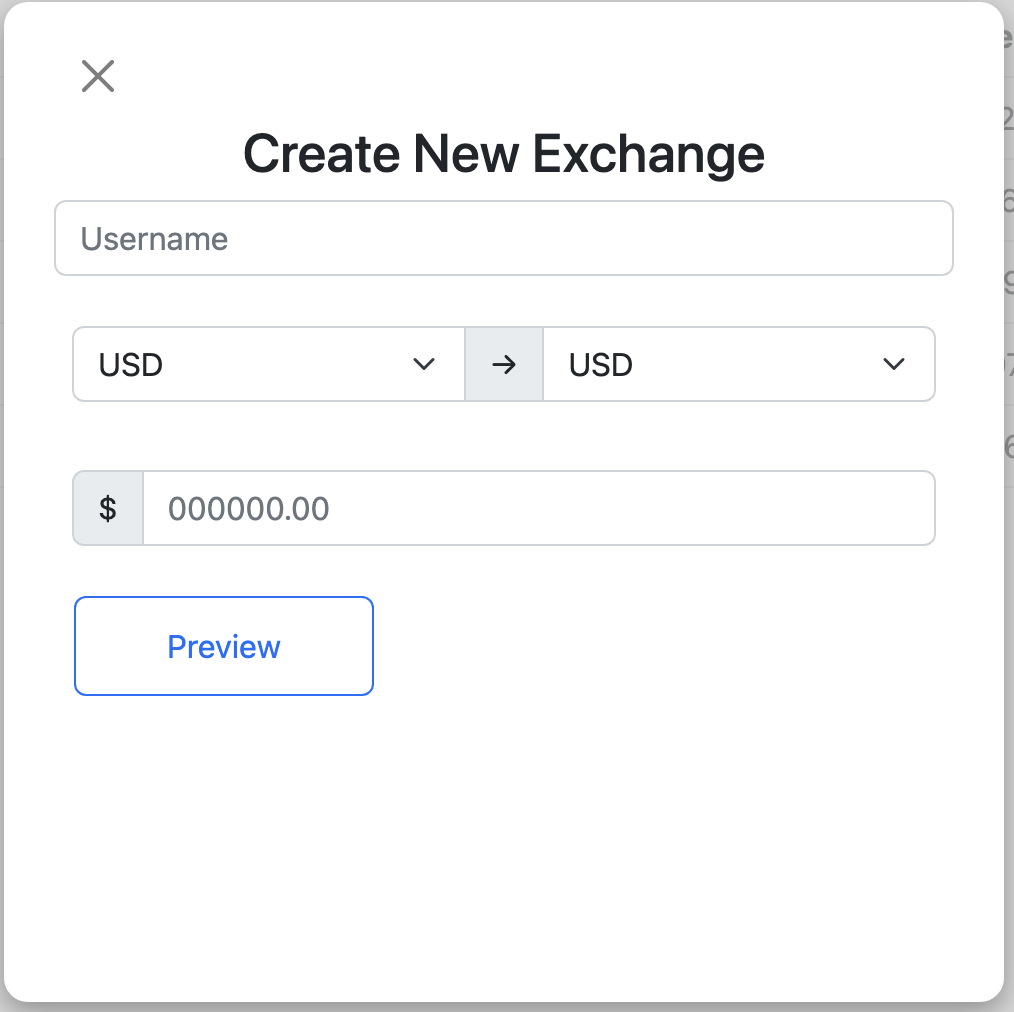 Create New Exchange
Username
USD → USD
$ 000000.00
Preview